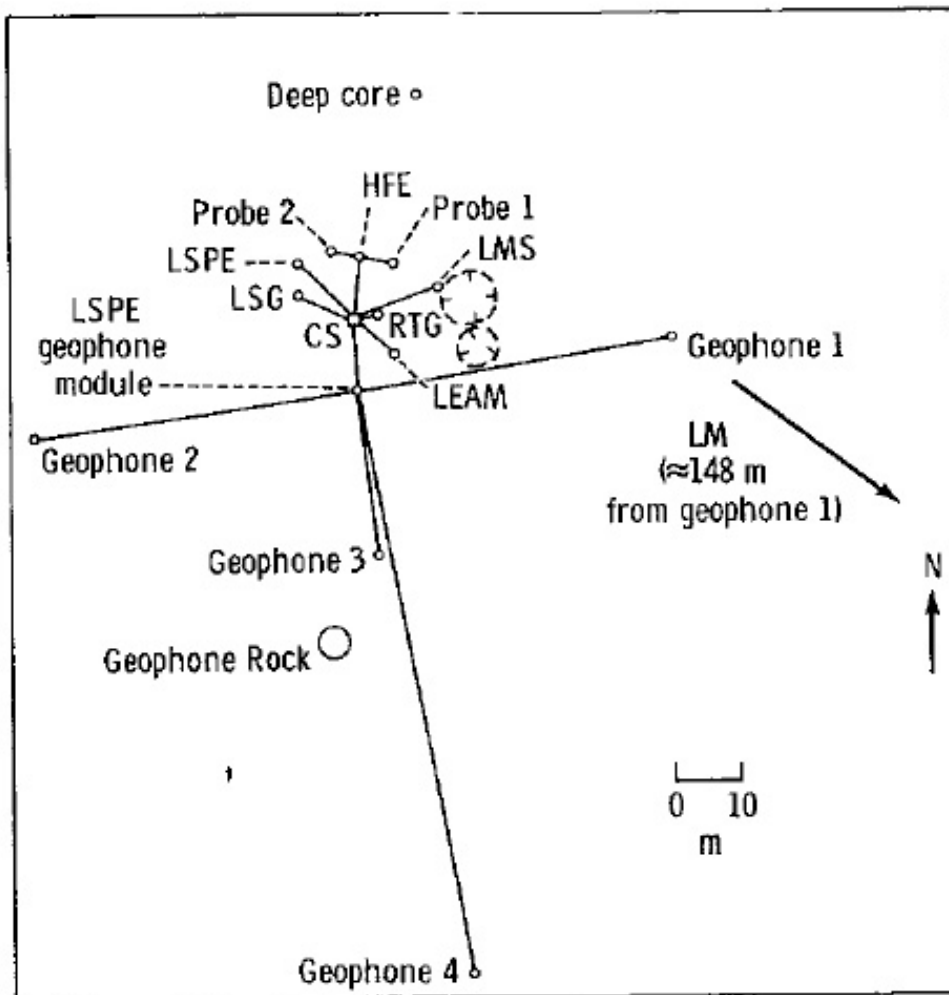 Deep core
HFE
Probe 2
Probe 1
LSPE
LMS
LSG
CS
RTG
LSPE
geophone
module
LEAM
Geophone 1
Geophone 2
LM
(≈148 m
from geophone 1)
Geophone 3
N
Geophone Rock
0 10
m
Geophone 4